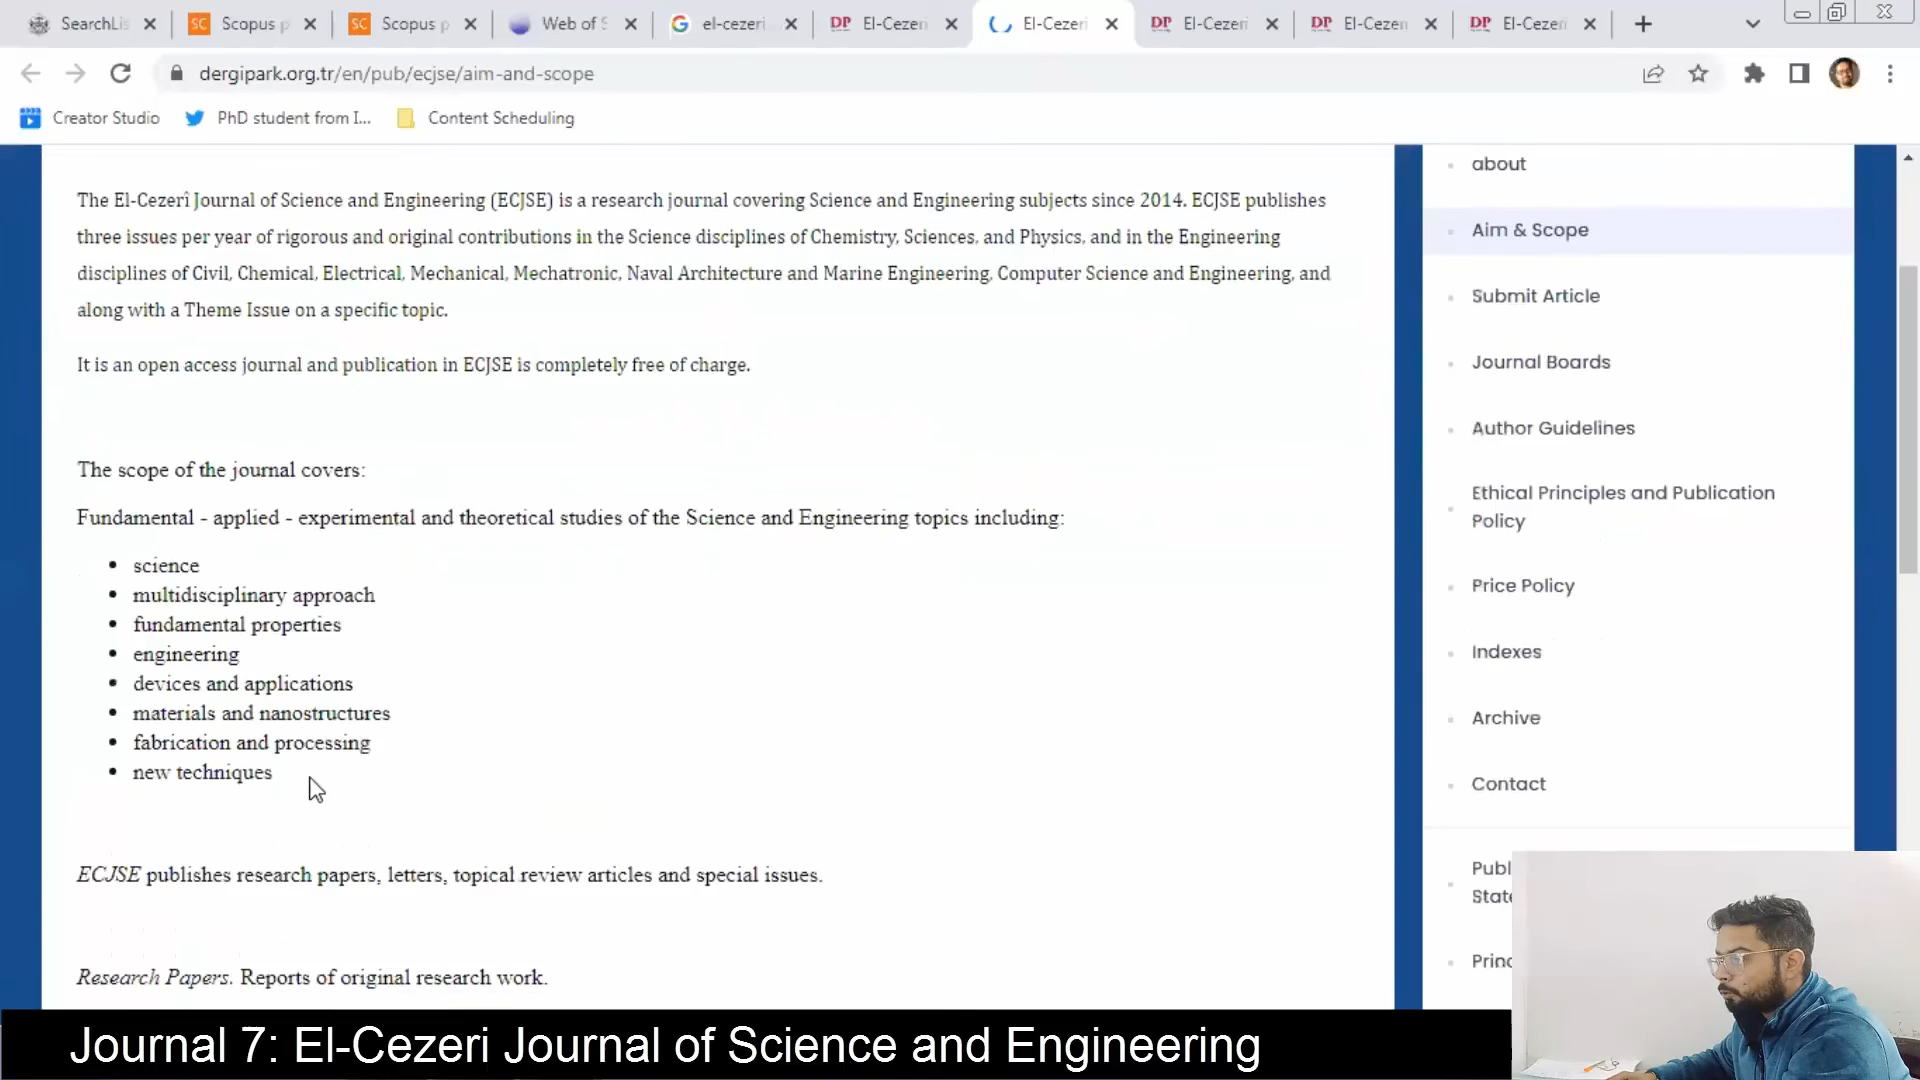 SearchLis
Scopus p
Scopus p
Web of S
el-cezeri
El-Cezeri
El-Cezeri
El-Cezeri
El-Cezeri
El-Cezeri
dergipark.org.tr/en/pub/ecjse/aim-and-scope
Creator Studio
PhD student from I...
Content Scheduling
The El-Cezerî Journal of Science and Engineering (ECJSE) is a research journal covering Science and Engineering subjects since 2014. ECJSE publishes
three issues per year of rigorous and original contributions in the Science disciplines of Chemistry, Sciences, and Physics, and in the Engineering
disciplines of Civil, Chemical, Electrical, Mechanical, Mechatronic, Naval Architecture and Marine Engineering, Computer Science and Engineering, and
along with a Theme Issue on a specific topic.
It is an open access journal and publication in ECJSE is completely free of charge.
The scope of the journal covers:
Fundamental - applied - experimental and theoretical studies of the Science and Engineering topics including:
• science
• multidisciplinary approach
• fundamental properties
• engineering
• devices and applications
• materials and nanostructures
• fabrication and processing
• new techniques
ECJSE publishes research papers, letters, topical review articles and special issues.
Research Papers. Reports of original research work.
about
Aim & Scope
Submit Article
Journal Boards
Author Guidelines
Ethical Principles and Publication
Policy
Price Policy
Indexes
Archive
Contact
Publ
State
Princ
Journal 7: El-Cezeri Journal of Science and Engineering